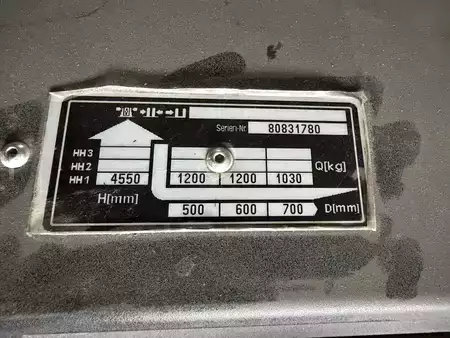 Serien-Nr. 80831780
HH3
HH2
HH1 4550 1200 1200 1030 Q[kg]
H[mm]
500 600 700 D[mm]